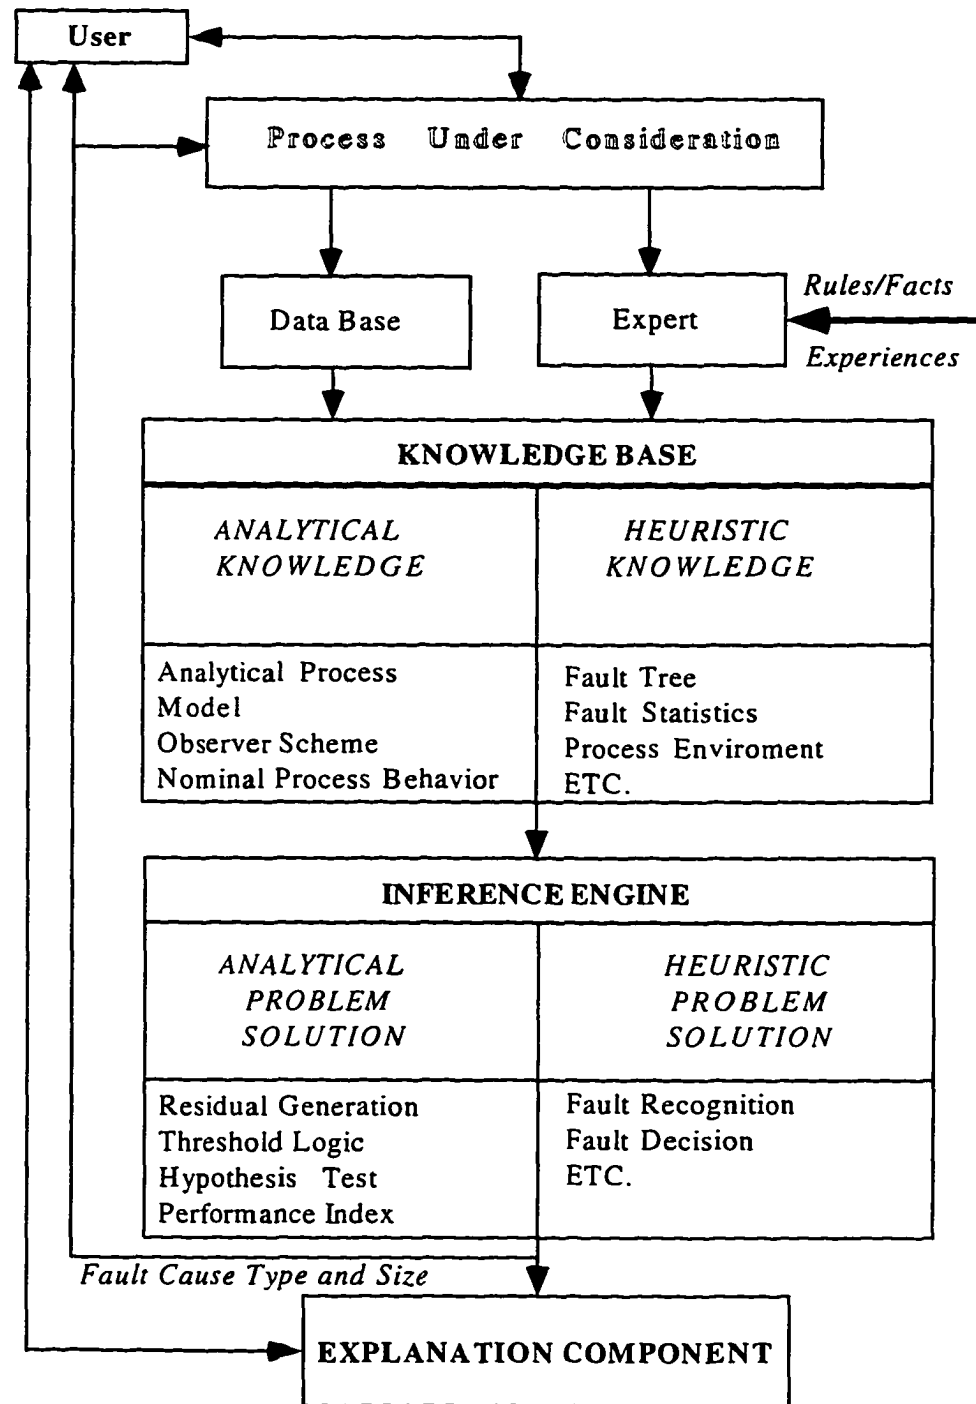 User
Process Under Consideration
Data Base
Expert
Rules/Facts
Experiences
KNOWLEDGE BASE
ANALYTICAL
KNOWLEDGE
HEURISTIC
KNOWLEDGE
Analytical Process
Model
Observer Scheme
Nominal Process Behavior
Fault Tree
Fault Statistics
Process Enviroment
ETC.
INFERENCE ENGINE
ANALYTICAL
PROBLEM
SOLUTION
HEURISTIC
PROBLEM
SOLUTION
Residual Generation
Threshold Logic
Hypothesis Test
Performance Index
Fault Recognition
Fault Decision
ETC.
Fault Cause Type and Size
EXPLANATION COMPONENT